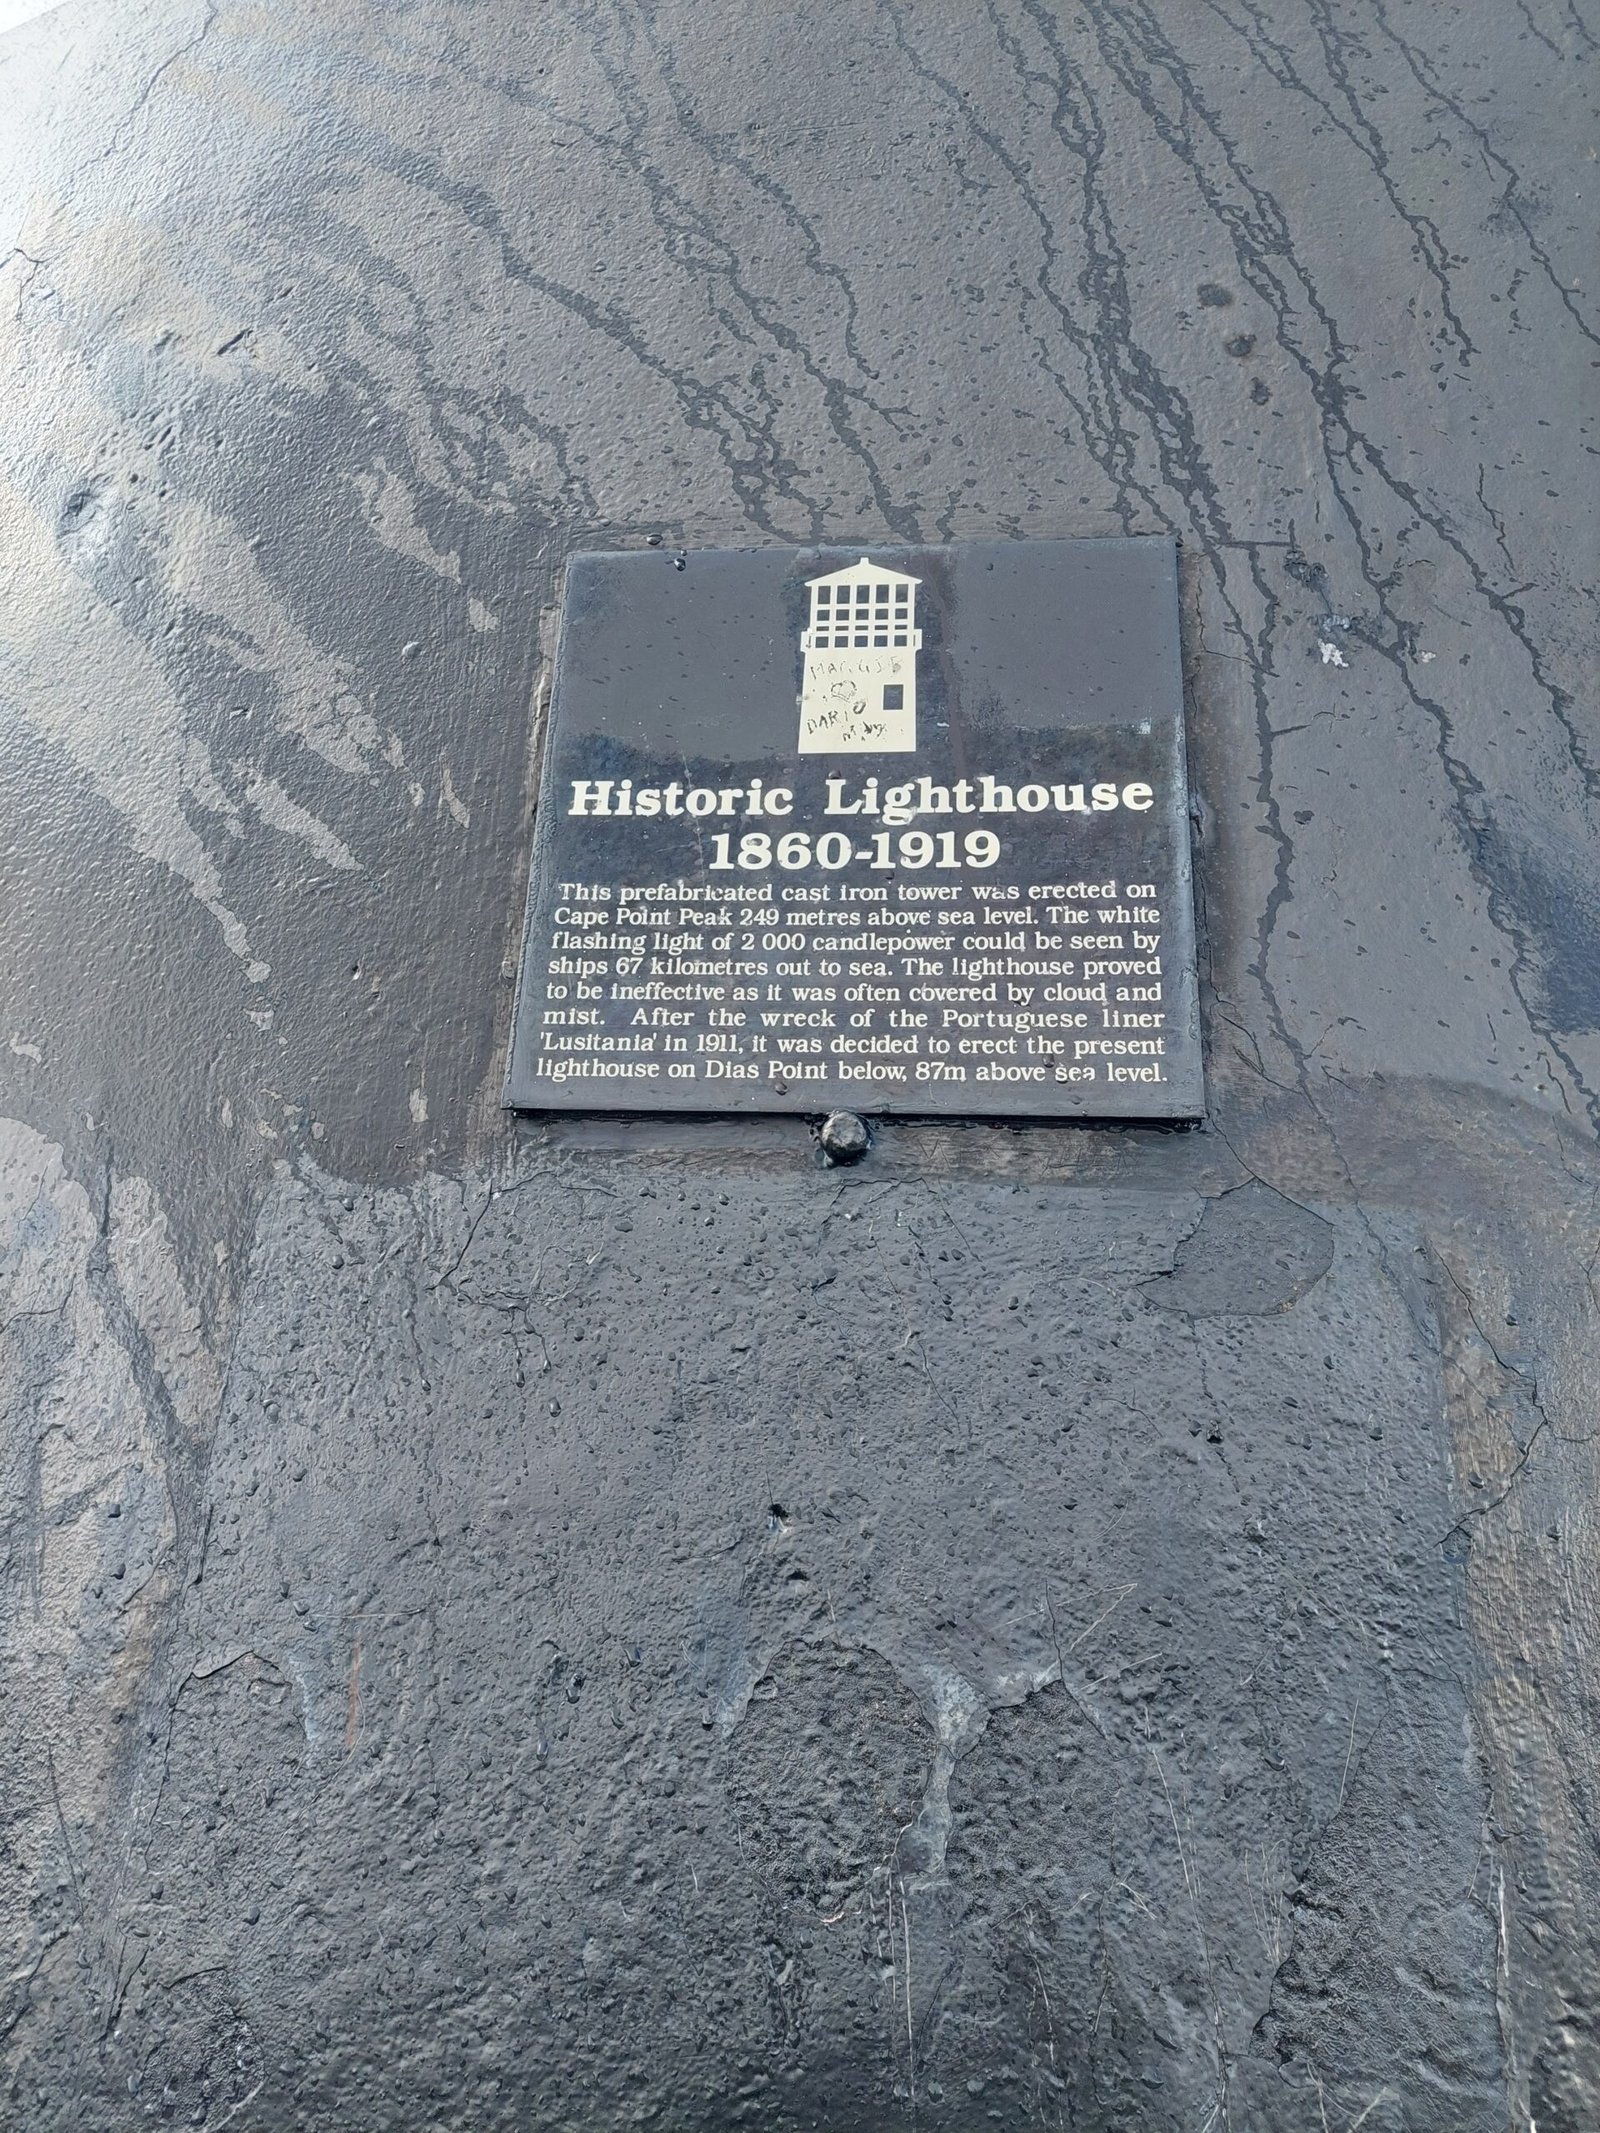 MAGGIE
DARIO
Historic Lighthouse
1860-1919
This prefabricated cast iron tower was erected on
Cape Point Peak 249 metres above sea level. The white
flashing light of 2 000 candlepower could be seen by
ships 67 kilometres out to sea. The lighthouse proved
to be ineffective as it was often covered by cloud and
mist. After the wreck of the Portuguese liner
'Lusitania' in 1911, it was decided to erect the present
lighthouse on Dias Point below, 87m above sea level.